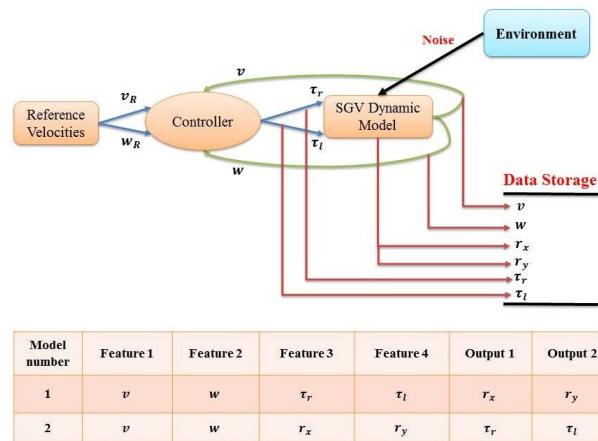 Environment
Noise
v
τ_r
SGV Dynamic
Model
v_R
Reference
Velocities
Controller
w_R
τ_l
w
Data Storage
v
w
r_x
r_y
τ_r
τ_l
Model number Feature 1 Feature 2 Feature 3 Feature 4 Output 1 Output 2
1 v w τ_r τ_l r_x r_y
2 v w r_x r_y τ_r τ_l